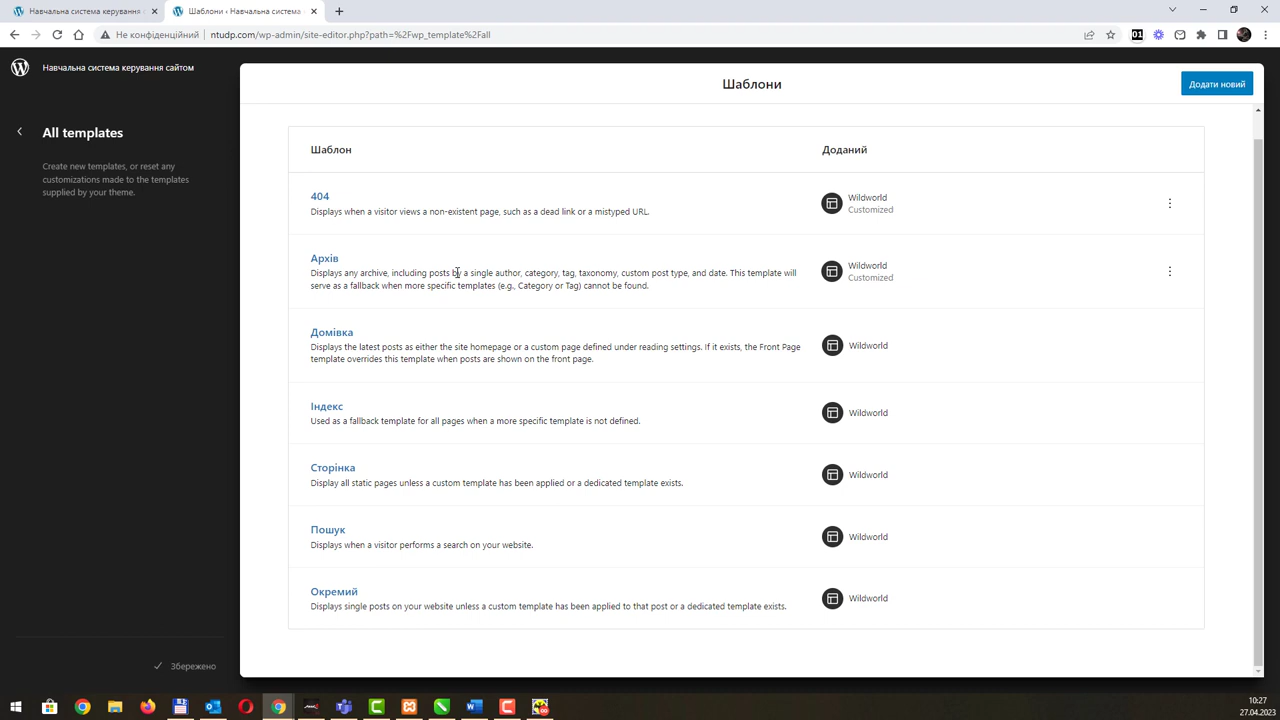 Навчальна система керування с
Шаблони ‹ Навчальна система
Не конфіденційний
ntudp.com/wp-admin/site-editor.php?path=%2Fwp_template%2Fall
01
Навчальна система керування сайтом
Шаблони
Додати новий
All templates
Create new templates, or reset any
customizations made to the templates
supplied by your theme.
Шаблон
Доданий
404
Displays when a visitor views a non-existent page, such as a dead link or a mistyped URL.
Wildworld
Customized
Архів
Displays any archive, including posts by a single author, category, tag, taxonomy, custom post type, and date. This template will
serve as a fallback when more specific templates (e.g., Category or Tag) cannot be found.
Wildworld
Customized
Домівка
Displays the latest posts as either the site homepage or a custom page defined under reading settings. If it exists, the Front Page
template overrides this template when posts are shown on the front page.
Wildworld
Індекс
Used as a fallback template for all pages when a more specific template is not defined.
Wildworld
Сторінка
Display all static pages unless a custom template has been applied or a dedicated template exists.
Wildworld
Пошук
Displays when a visitor performs a search on your website.
Wildworld
Окремий
Displays single posts on your website unless a custom template has been applied to that post or a dedicated template exists.
Wildworld
Збережено
10:27
27.04.2023